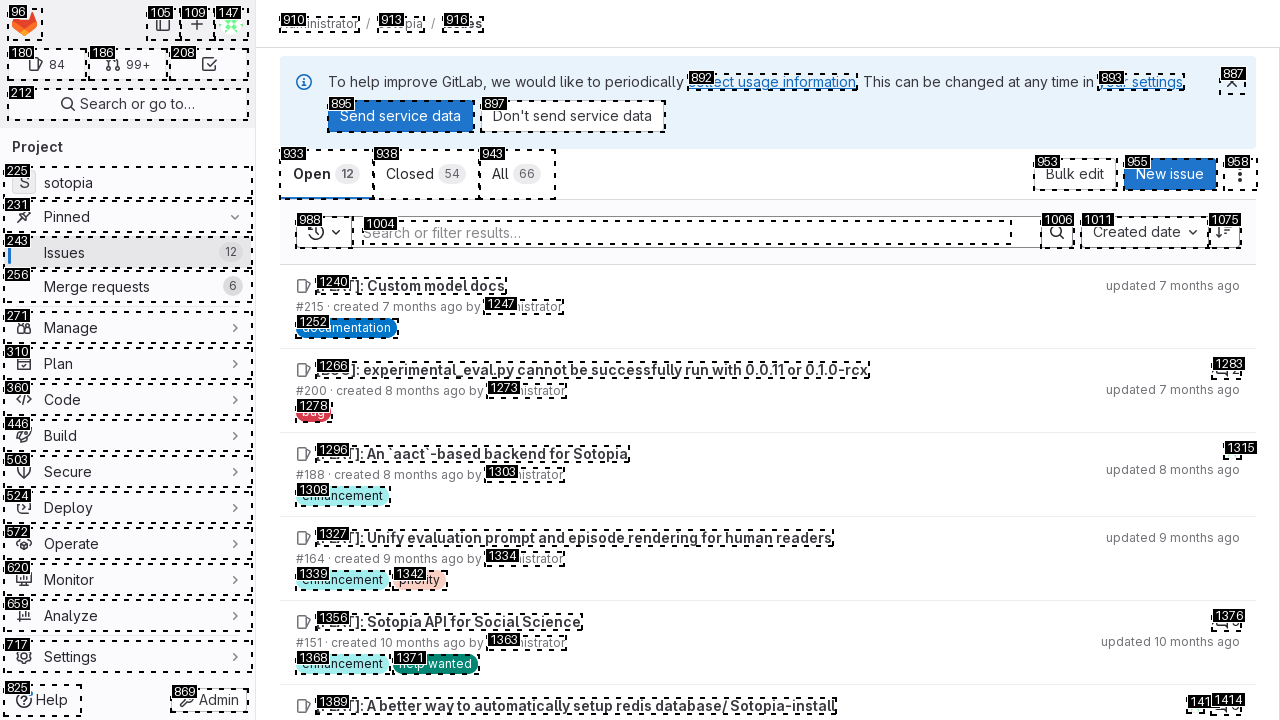 96
105
109
147
180
84
186
99+
208
212
Search or go to…
Project
225
S
sotopia
231
Pinned
243
Issues
12
256
Merge requests
6
271
Manage
310
Plan
360
Code
446
Build
503
Secure
524
Deploy
572
Operate
620
Monitor
659
Analyze
717
Settings
825
Help
869
Admin
910
/
913
/
916
To help improve GitLab, we would like to periodically
892
usage information
This can be changed at any time in
893
settings
887
895
Send service data
897
Don't send service data
933
Open
12
938
Closed
54
943
All
66
953
Bulk edit
955
New issue
958
988
1004
Search or filter results…
1006
1011
Created date
1075
1240
: Custom model docs
updated 7 months ago
#215 · created 7 months ago by
1247
1252
documentation
1266
: experimental_eval.py cannot be successfully run with 0.0.11 or 0.1.0-rcx
1283
#200 · created 8 months ago by
1273
updated 7 months ago
1278
1296
: An `aact`-based backend for Sotopia
1315
#188 · created 8 months ago by
1303
updated 8 months ago
1308
enhancement
1327
: Unify evaluation prompt and episode rendering for human readers
updated 9 months ago
#164 · created 9 months ago by
1334
1339
enhancement
1342
priority
1356
: Sotopia API for Social Science
1376
#151 · created 10 months ago by
1363
updated 10 months ago
1368
enhancement
1371
help wanted
1389
: A better way to automatically setup redis database/ Sotopia-install
141
1414